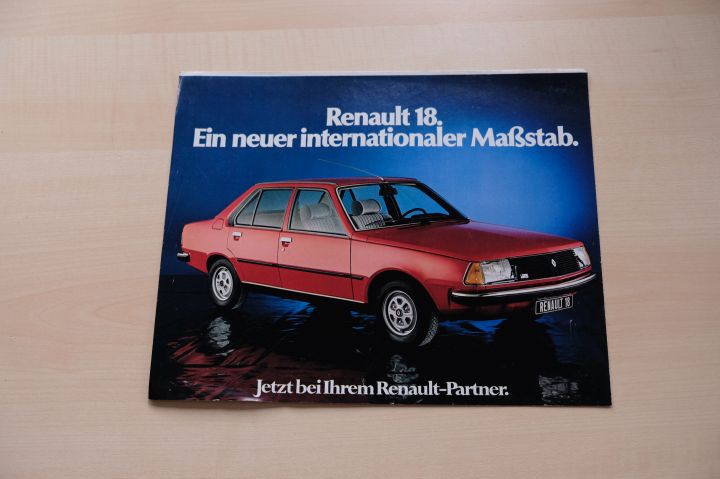 Renault 18.
Ein neuer internationaler Maßstab.
RENAULT 18
Jetzt bei Ihrem Renault-Partner.